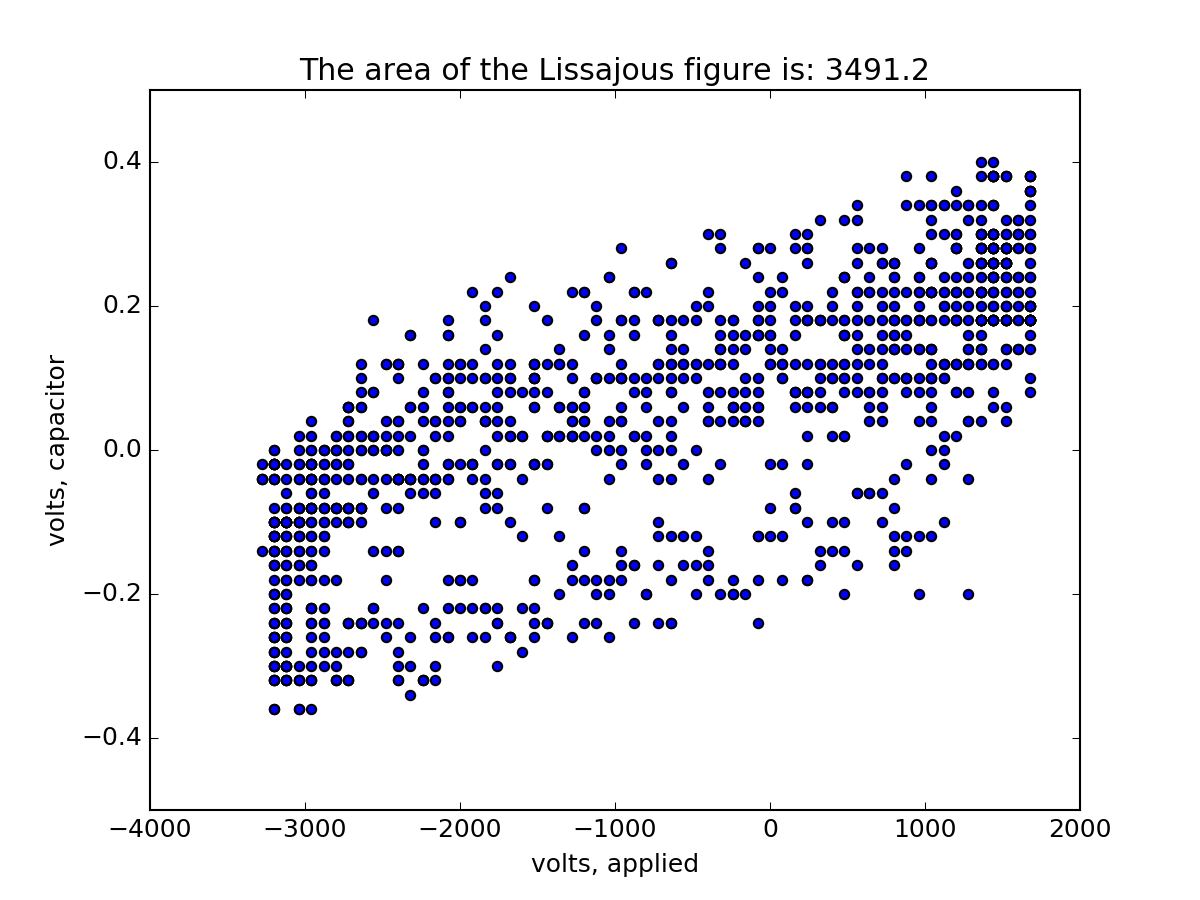 The area of the Lissajous figure is: 3491.2
0.4
0.2
0.0
−0.2
−0.4
volts, capacitor
−4000 −3000 −2000 −1000 0 1000 2000
volts, applied